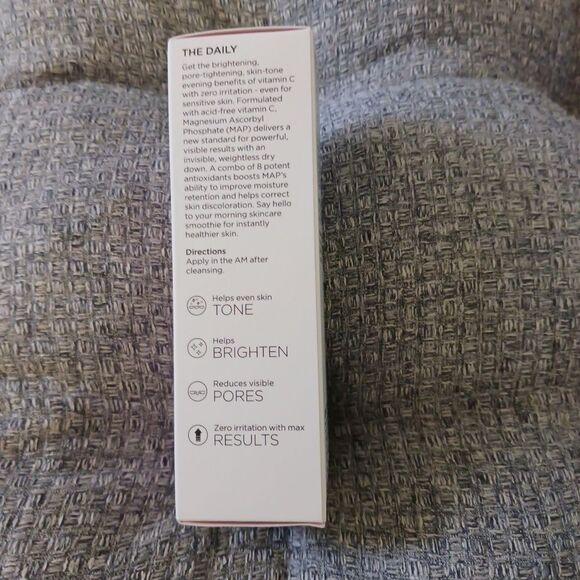 THE DAILY
Get the brightening,
pore-tightening, skin-tone
evening benefits of vitamin C
with zero irritation - even for
sensitive skin. Formulated
with acid-free vitamin C,
Magnesium Ascorbyl
Phosphate (MAP) delivers a
new standard for powerful,
visible results with an
invisible, weightless dry
down. A combo of 8 potent
antioxidants boosts MAP's
ability to improve moisture
retention and helps correct
skin discoloration. Say hello
to your morning skincare
smoothie for instantly
healthier skin.
Directions
Apply in the AM after
cleansing.
Helps even skin
TONE
Helps
BRIGHTEN
Reduces visible
PORES
Zero irritation with max
RESULTS